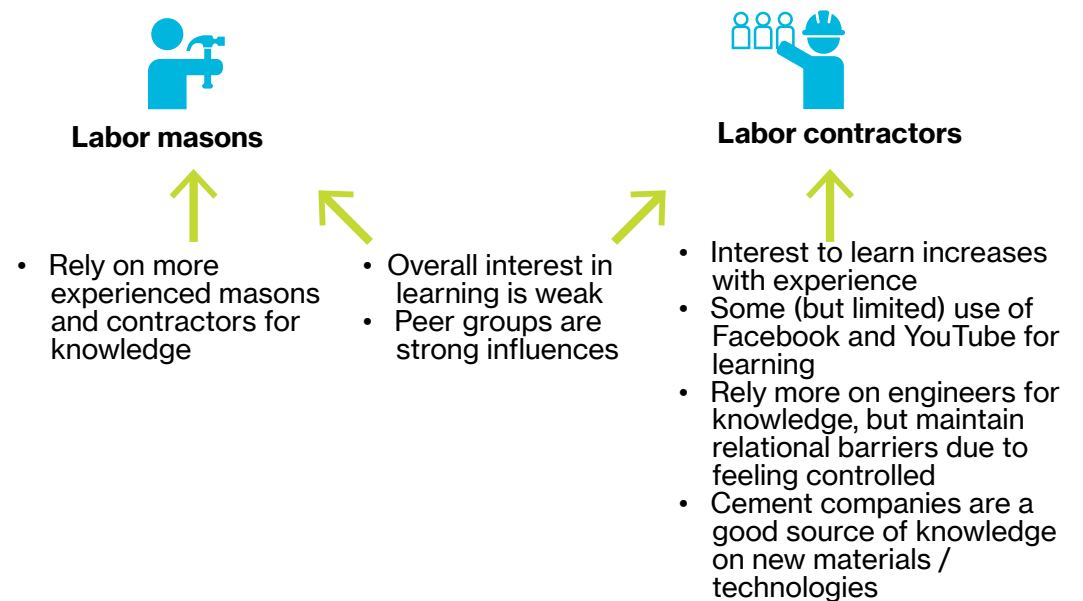 Labor masons
Labor contractors
• Rely on more
experienced masons
and contractors for
knowledge
• Overall interest in
learning is weak
• Peer groups are
strong influences
• Interest to learn increases
with experience
• Some (but limited) use of
Facebook and YouTube for
learning
• Rely more on engineers for
knowledge, but maintain
relational barriers due to
feeling controlled
• Cement companies are a
good source of knowledge
on new materials /
technologies